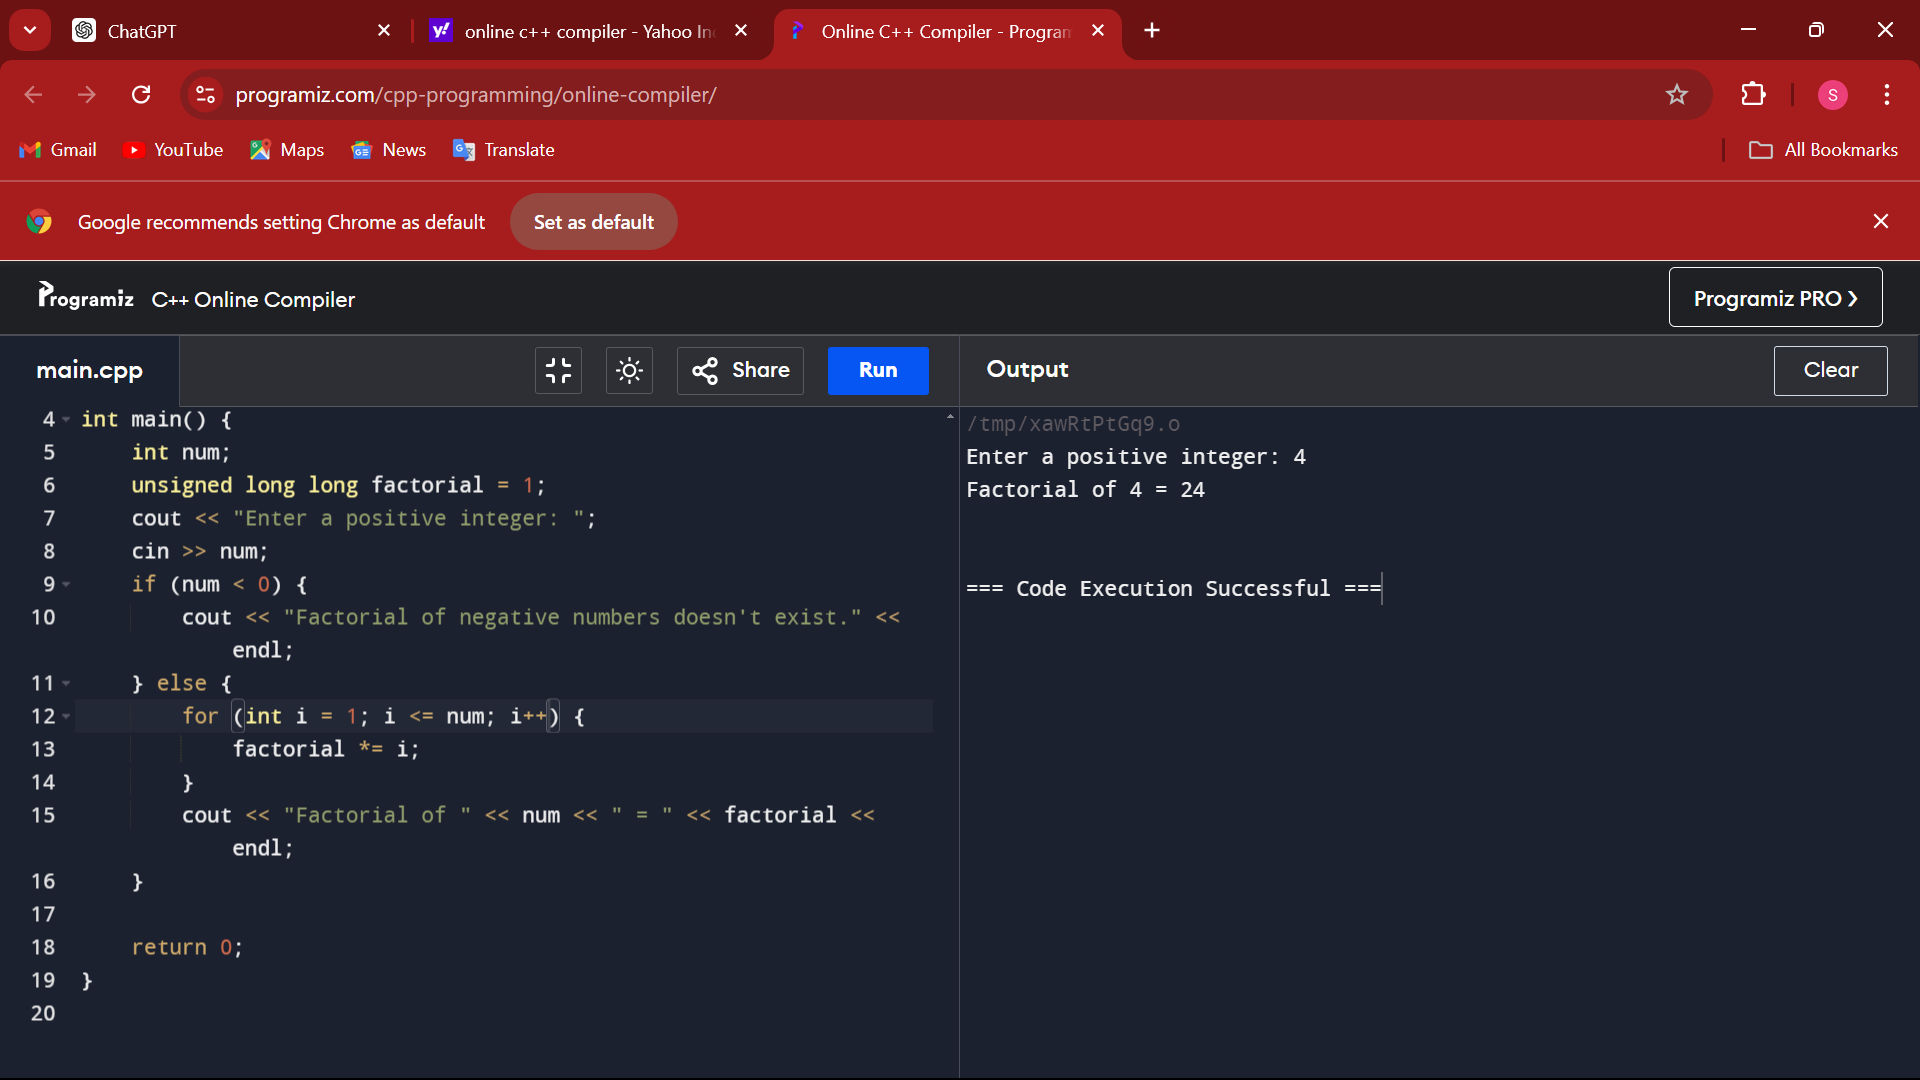 ChatGPT
online c++ compiler - Yahoo In
Online C++ Compiler - Program
programiz.com/cpp-programming/online-compiler/
S
Gmail
YouTube
Maps
News
Translate
All Bookmarks
Google recommends setting Chrome as default
Set as default
Programiz
C++ Online Compiler
Programiz PRO ❯
main.cpp
Share
Run
Output
Clear
4 int main() {
5     int num;
6     unsigned long long factorial = 1;
7     cout << "Enter a positive integer: ";
8     cin >> num;
9     if (num < 0) {
10         cout << "Factorial of negative numbers doesn't exist." <<
            endl;
11     } else {
12         for (int i = 1; i <= num; i++) {
13             factorial *= i;
14         }
15         cout << "Factorial of " << num << " = " << factorial <<
            endl;
16     }
17
18     return 0;
19 }
20
/tmp/xawRtPtGq9.o
Enter a positive integer: 4
Factorial of 4 = 24
=== Code Execution Successful ===